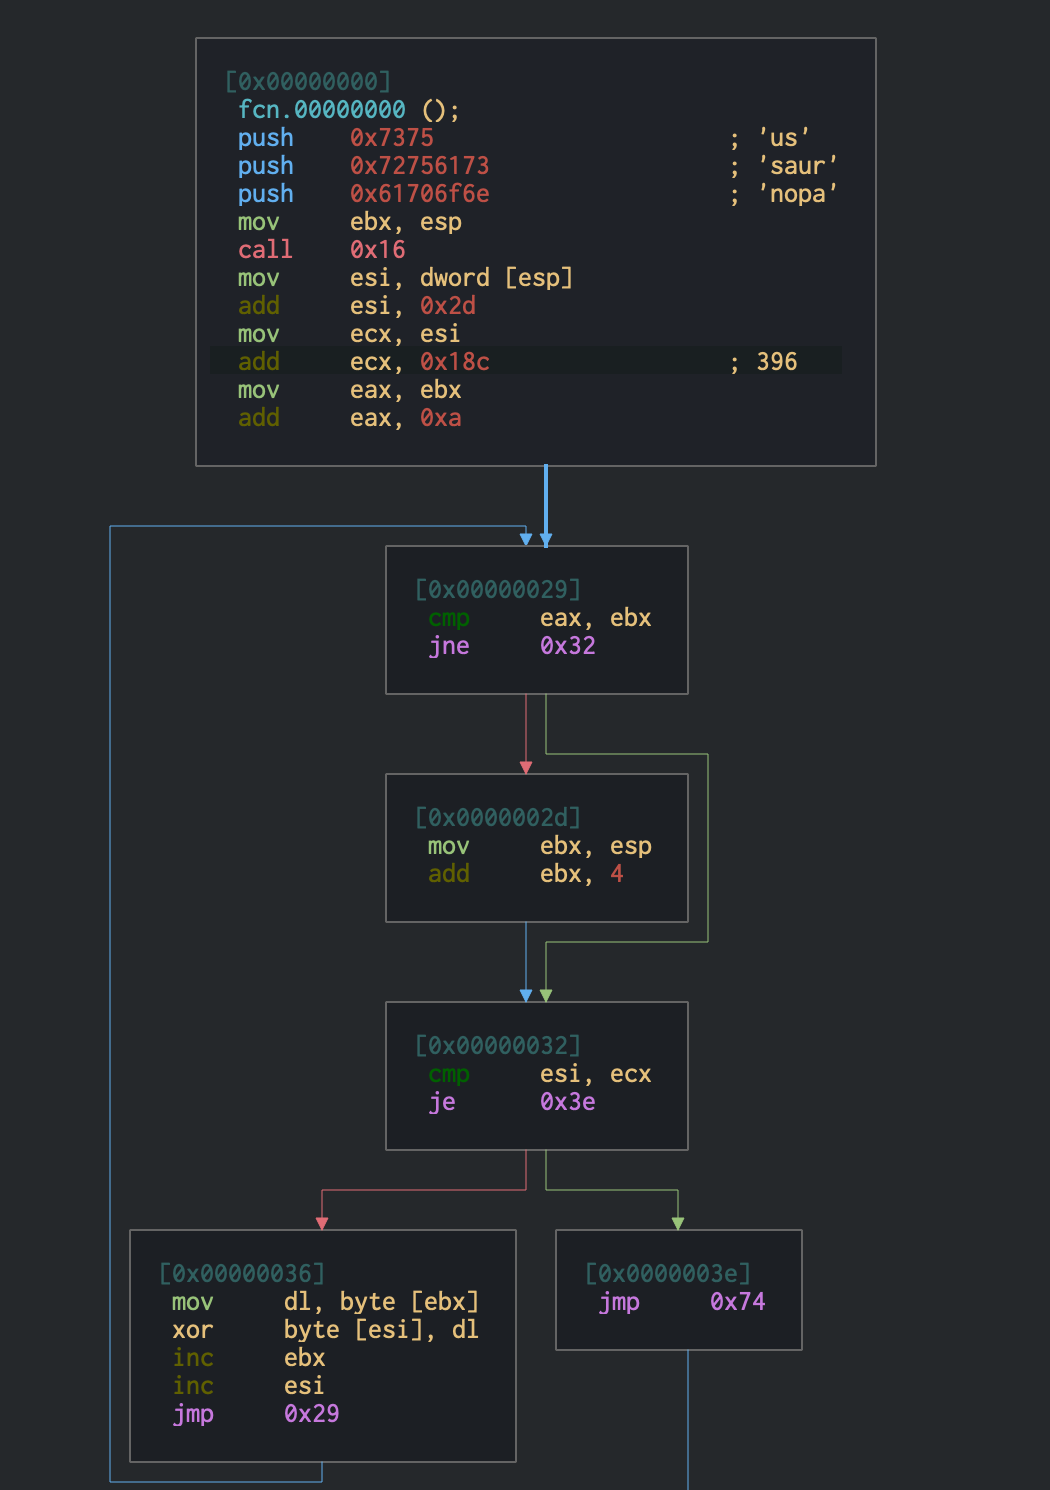 [0x00000000]
fcn.00000000 ();
push 0x7375 ; 'us'
push 0x72756173 ; 'saur'
push 0x61706f6e ; 'nopa'
mov ebx, esp
call 0x16
mov esi, dword [esp]
add esi, 0x2d
mov ecx, esi
add ecx, 0x18c ; 396
mov eax, ebx
add eax, 0xa
[0x00000029]
cmp eax, ebx
jne 0x32
[0x0000002d]
mov ebx, esp
add ebx, 4
[0x00000032]
cmp esi, ecx
je 0x3e
[0x00000036]
mov dl, byte [ebx]
xor byte [esi], dl
inc ebx
inc esi
jmp 0x29
[0x0000003e]
jmp 0x74